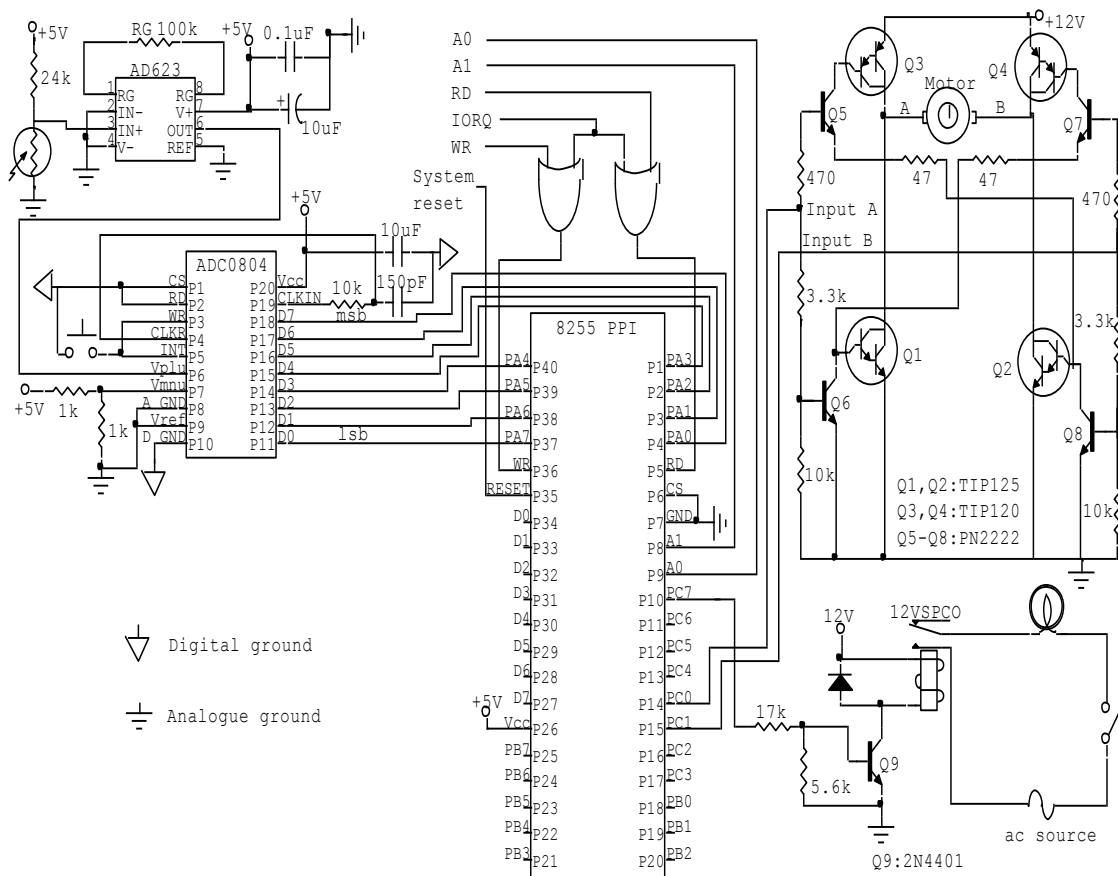 +5V
RG 100k
+5V
0.1uF
24k
AD623
1 RG
RG 8
2 IN-
V+ 7
3 IN+
OUT 6
4 V-
REF 5
10uF
A0
A1
RD
IORQ
WR
System
reset
+12V
Q3
Q4
Motor
A
B
Q5
Q7
470
47
47
470
Input A
Input B
3.3k
3.3k
Q1
Q2
Q6
Q8
10k
10k
Q1,Q2:TIP125
Q3,Q4:TIP120
Q5-Q8:PN2222
+5V
10uF
150pF
10k
ADC0804
CS P1
P20 Vcc
RD P2
P19 CLKIN
msb
WR P3
P18 D7
CLKR P4
P17 D6
INT P5
P16 D5
Vplu P6
P15 D4
Vmnu P7
P14 D3
A GND P8
P13 D2
Vref P9
P12 D1
D GND P10
P11 D0
lsb
+5V
1k
1k
8255 PPI
PA4 P40
P1 PA3
PA5 P39
P2 PA2
PA6 P38
P3 PA1
PA7 P37
P4 PA0
WR P36
P5 RD
RESET P35
P6 CS
D0 P34
P7 GND
D1 P33
P8 A1
D2 P32
P9 A0
D3 P31
P10 PC7
D4 P30
P11 PC6
D5 P29
P12 PC5
D6 P28
P13 PC4
D7 P27
P14 PC0
+5V
Vcc P26
P15 PC1
PB7 P25
P16 PC2
PB6 P24
P17 PC3
PB5 P23
P18 PB0
PB4 P22
P19 PB1
PB3 P21
P20 PB2
Digital ground
Analogue ground
12V
12VSPCO
17k
5.6k
Q9
ac source
Q9:2N4401